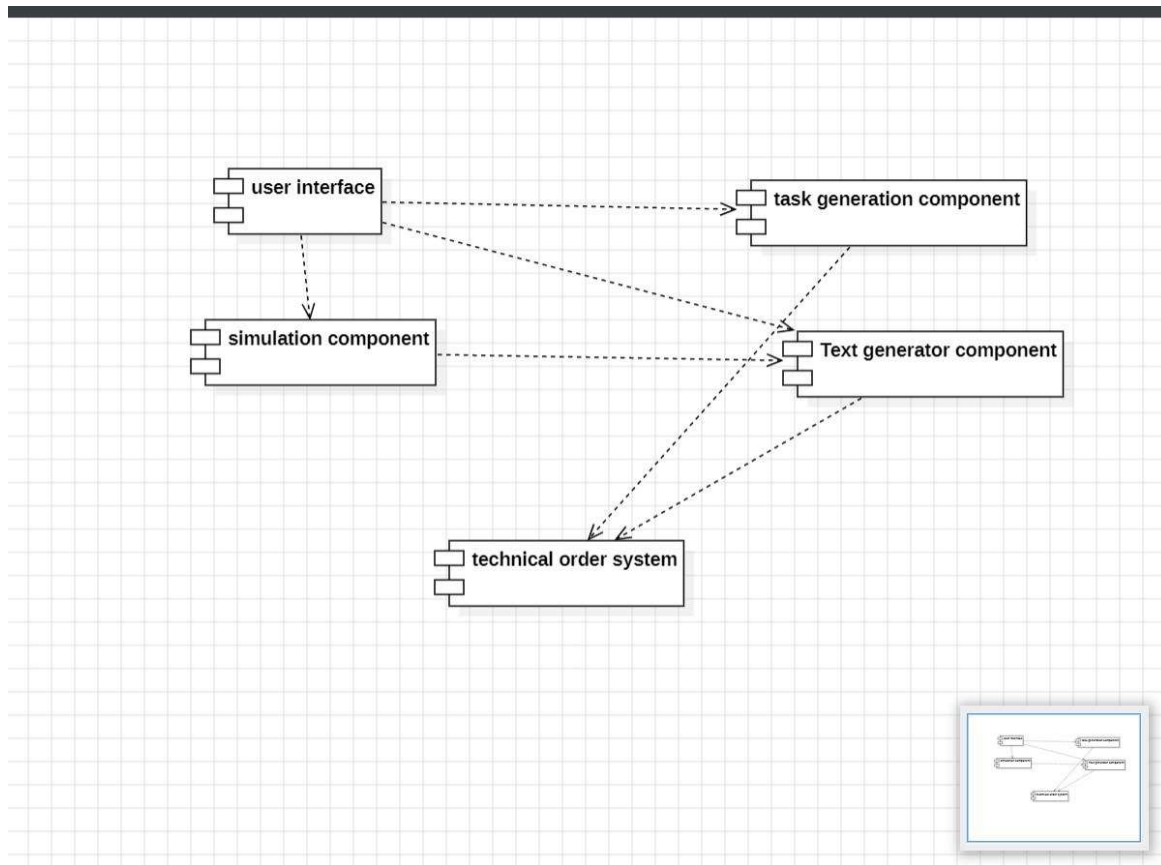 user interface
task generation component
simulation component
Text generator component
technical order system